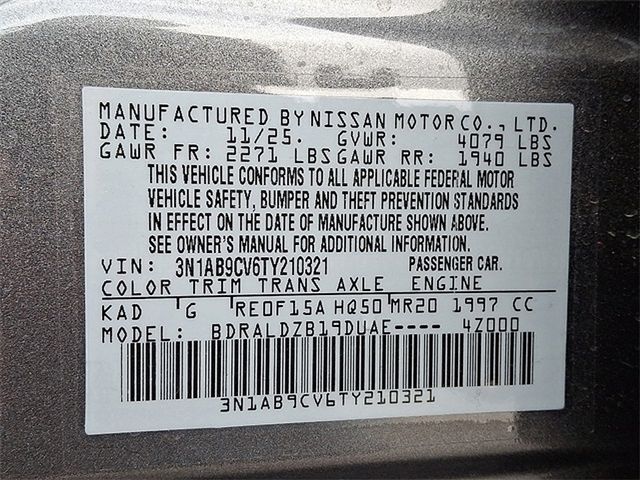 MANUFACTURED BY NISSAN MOTOR CO., LTD.
DATE: 11/25. GVWR: 4079 LBS
GAWR FR: 2271 LBS GAWR RR: 1940 LBS
THIS VEHICLE CONFORMS TO ALL APPLICABLE FEDERAL MOTOR
VEHICLE SAFETY, BUMPER AND THEFT PREVENTION STANDARDS
IN EFFECT ON THE DATE OF MANUFACTURE SHOWN ABOVE.
SEE OWNER'S MANUAL FOR ADDITIONAL INFORMATION.
VIN: 3N1AB9CV6TY210321 PASSENGER CAR.
COLOR TRIM TRANS AXLE ENGINE
KAD G RE0F15A HQ50 MR20 1997 CC
MODEL: BDRALDZB19DUAE---- 4Z000
3N1AB9CV6TY210321